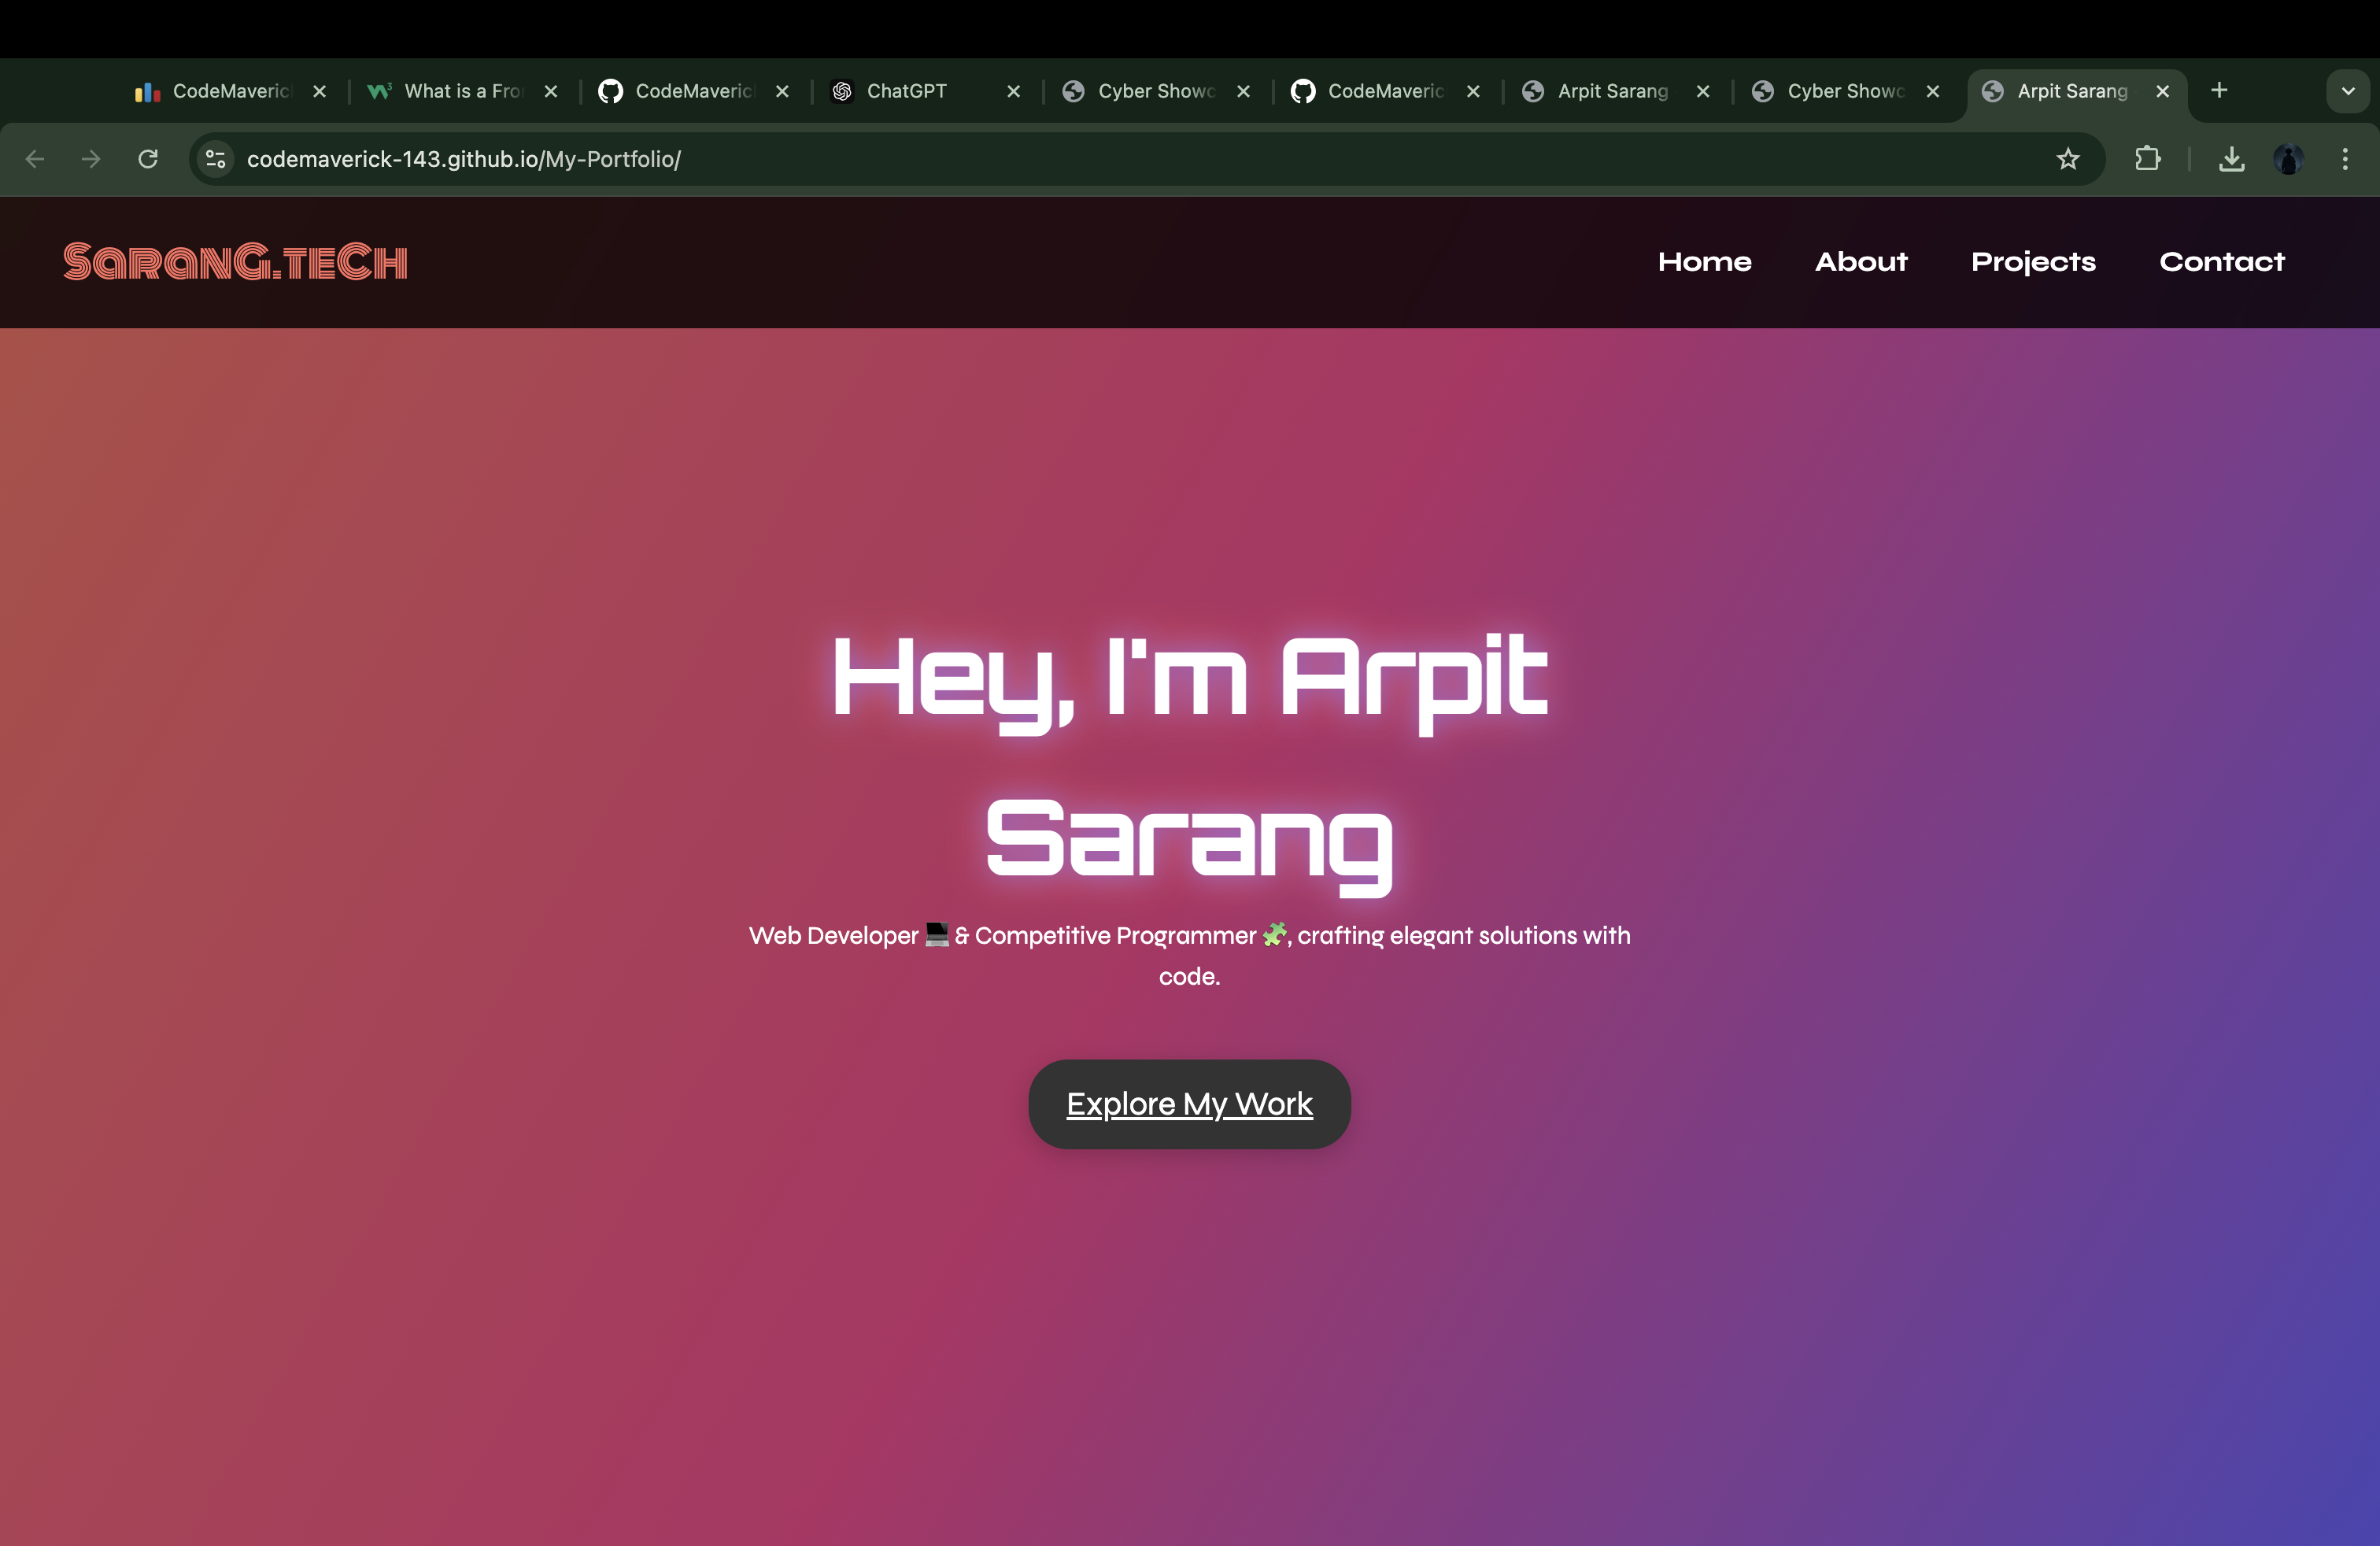 CodeMaveric
What is a Fro
CodeMaveric
ChatGPT
Cyber Showc
CodeMaveric
Arpit Sarang
Cyber Showc
Arpit Sarang
codemaverick-143.github.io/My-Portfolio/
SaranG.teCh
Home
About
Projects
Contact
Hey, I'm Arpit
Sarang
Web Developer 💻 & Competitive Programmer 🧩, crafting elegant solutions with
code.
Explore My Work